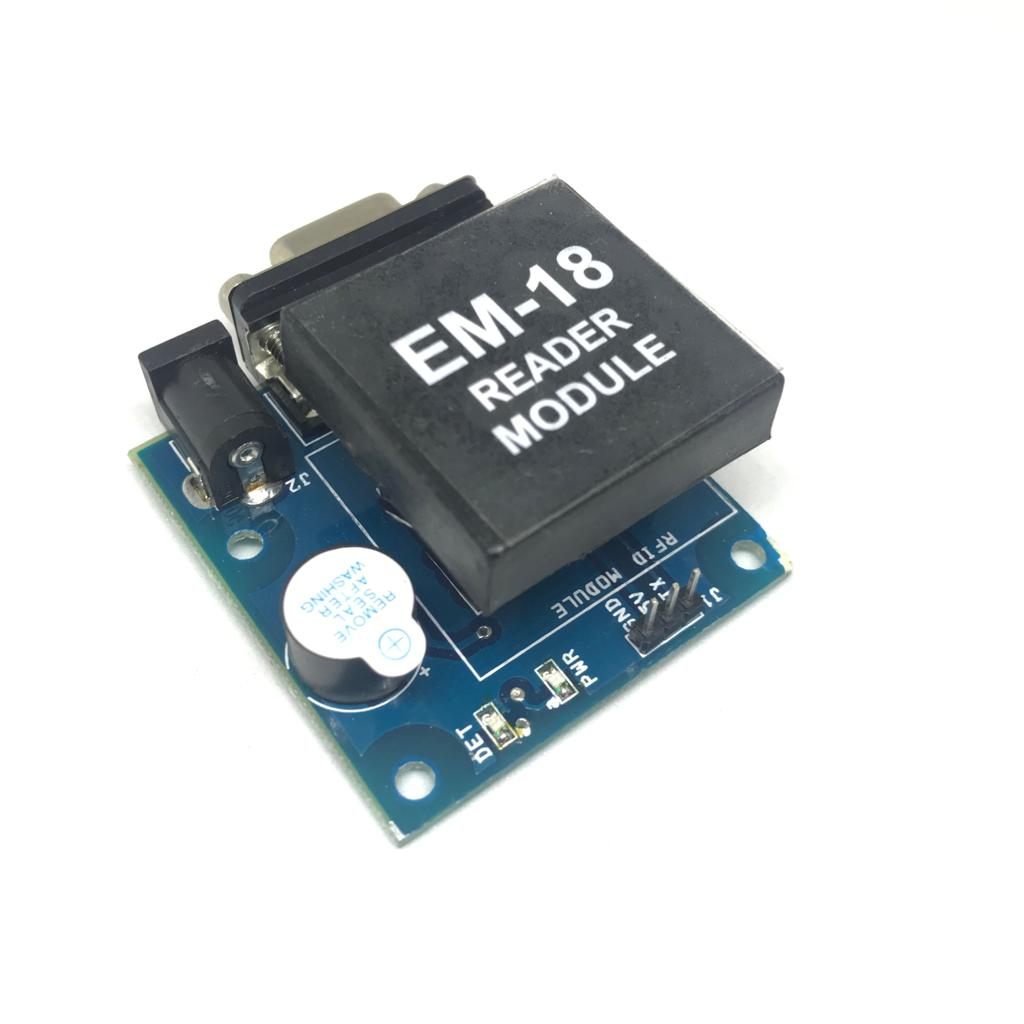 EM-18
READER
MODULE
J2
REMOVE
SEAL
AFTER
WASHING
+
RFID MODULE
GND
5V
TX
J1
PWR
DET